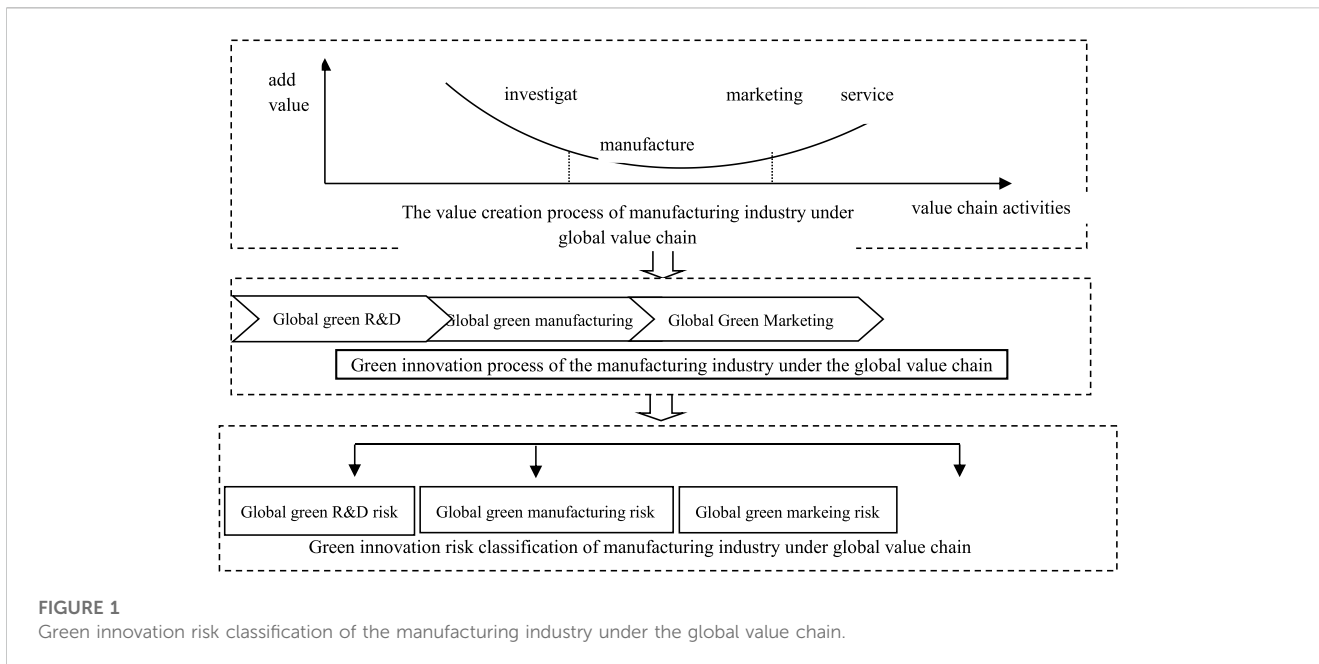 add
value
investigat
marketing
service
manufacture
value chain activities
The value creation process of manufacturing industry under
global value chain
Global green R&D
Global green manufacturing
Global Green Marketing
Green innovation process of the manufacturing industry under the global value chain
Global green R&D risk
Global green manufacturing risk
Global green markeing risk
Green innovation risk classification of manufacturing industry under global value chain
FIGURE 1
Green innovation risk classification of the manufacturing industry under the global value chain.